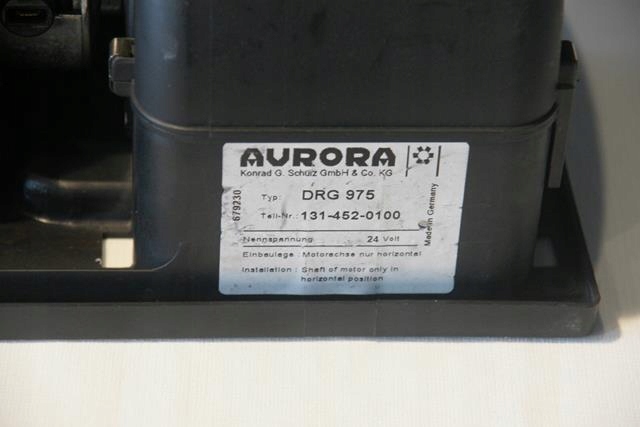 AURORA
Konrad G. Schulz GmbH & Co. KG
Typ: DRG 975
Teil-Nr.: 131-452-0100
Nennspannung 24 Volt
Einbaulage : Motorachse nur horizontal
Installation : Shaft of motor only in
horizontal position
679230
Made in Germany